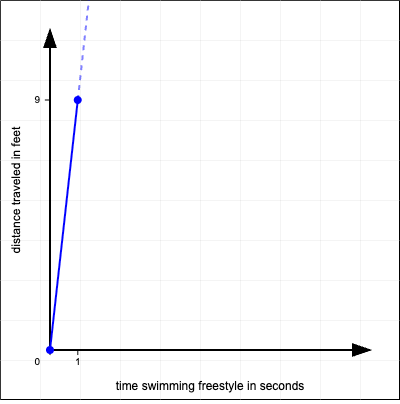 9
distance traveled in feet
0
1
time swimming freestyle in seconds